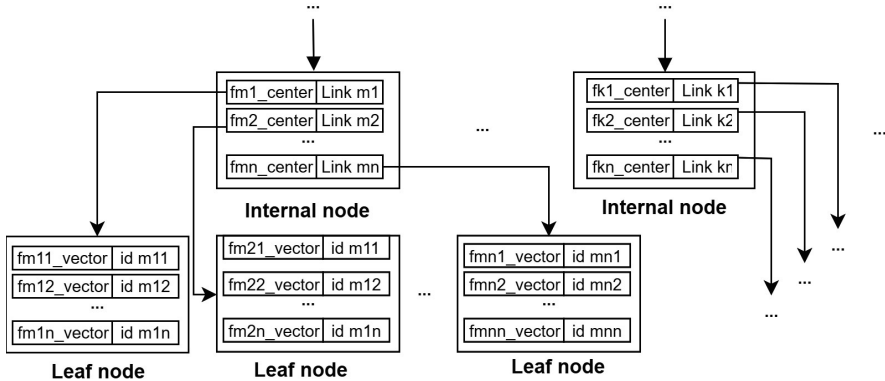 ...
...
fm1_center Link m1
fm2_center Link m2
...
fmn_center Link mn
Internal node
...
fk1_center Link k1
fk2_center Link k2
...
fkn_center Link kn
Internal node
...
fm11_vector id m11
fm12_vector id m12
...
fm1n_vector id m1n
Leaf node
fm21_vector id m11
fm22_vector id m12
...
fm2n_vector id m1n
Leaf node
...
fmn1_vector id mn1
fmn2_vector id mn2
...
fmnn_vector id mnn
Leaf node
...
...
...